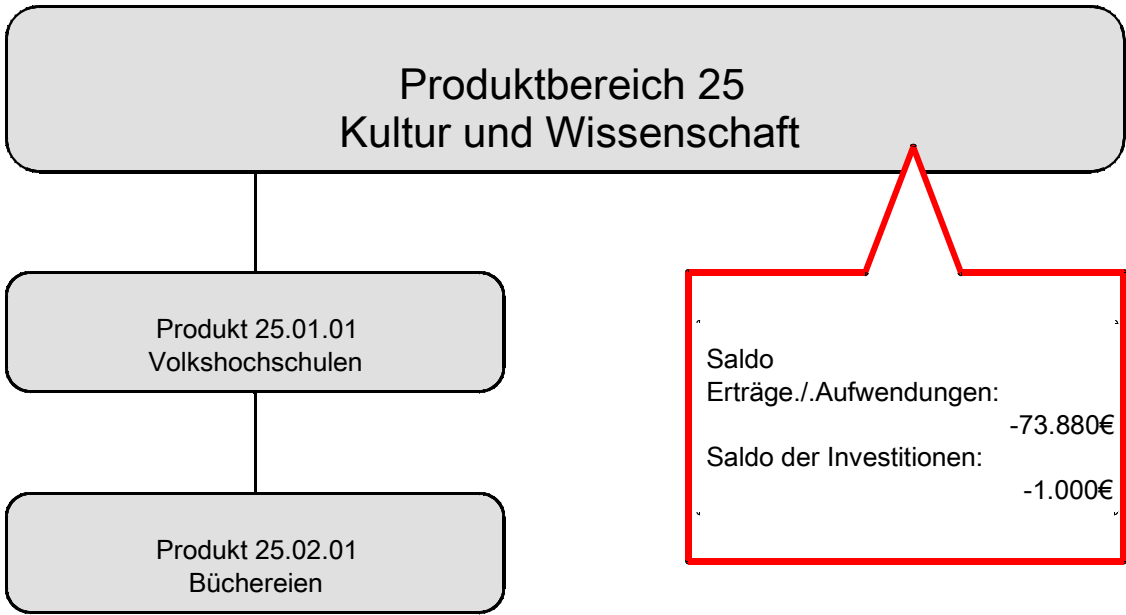 Produktbereich 25
Kultur und Wissenschaft
Produkt 25.01.01
Volkshochschulen
Saldo
Erträge./.Aufwendungen:
-73.880€
Saldo der Investitionen:
-1.000€
Produkt 25.02.01
Büchereien